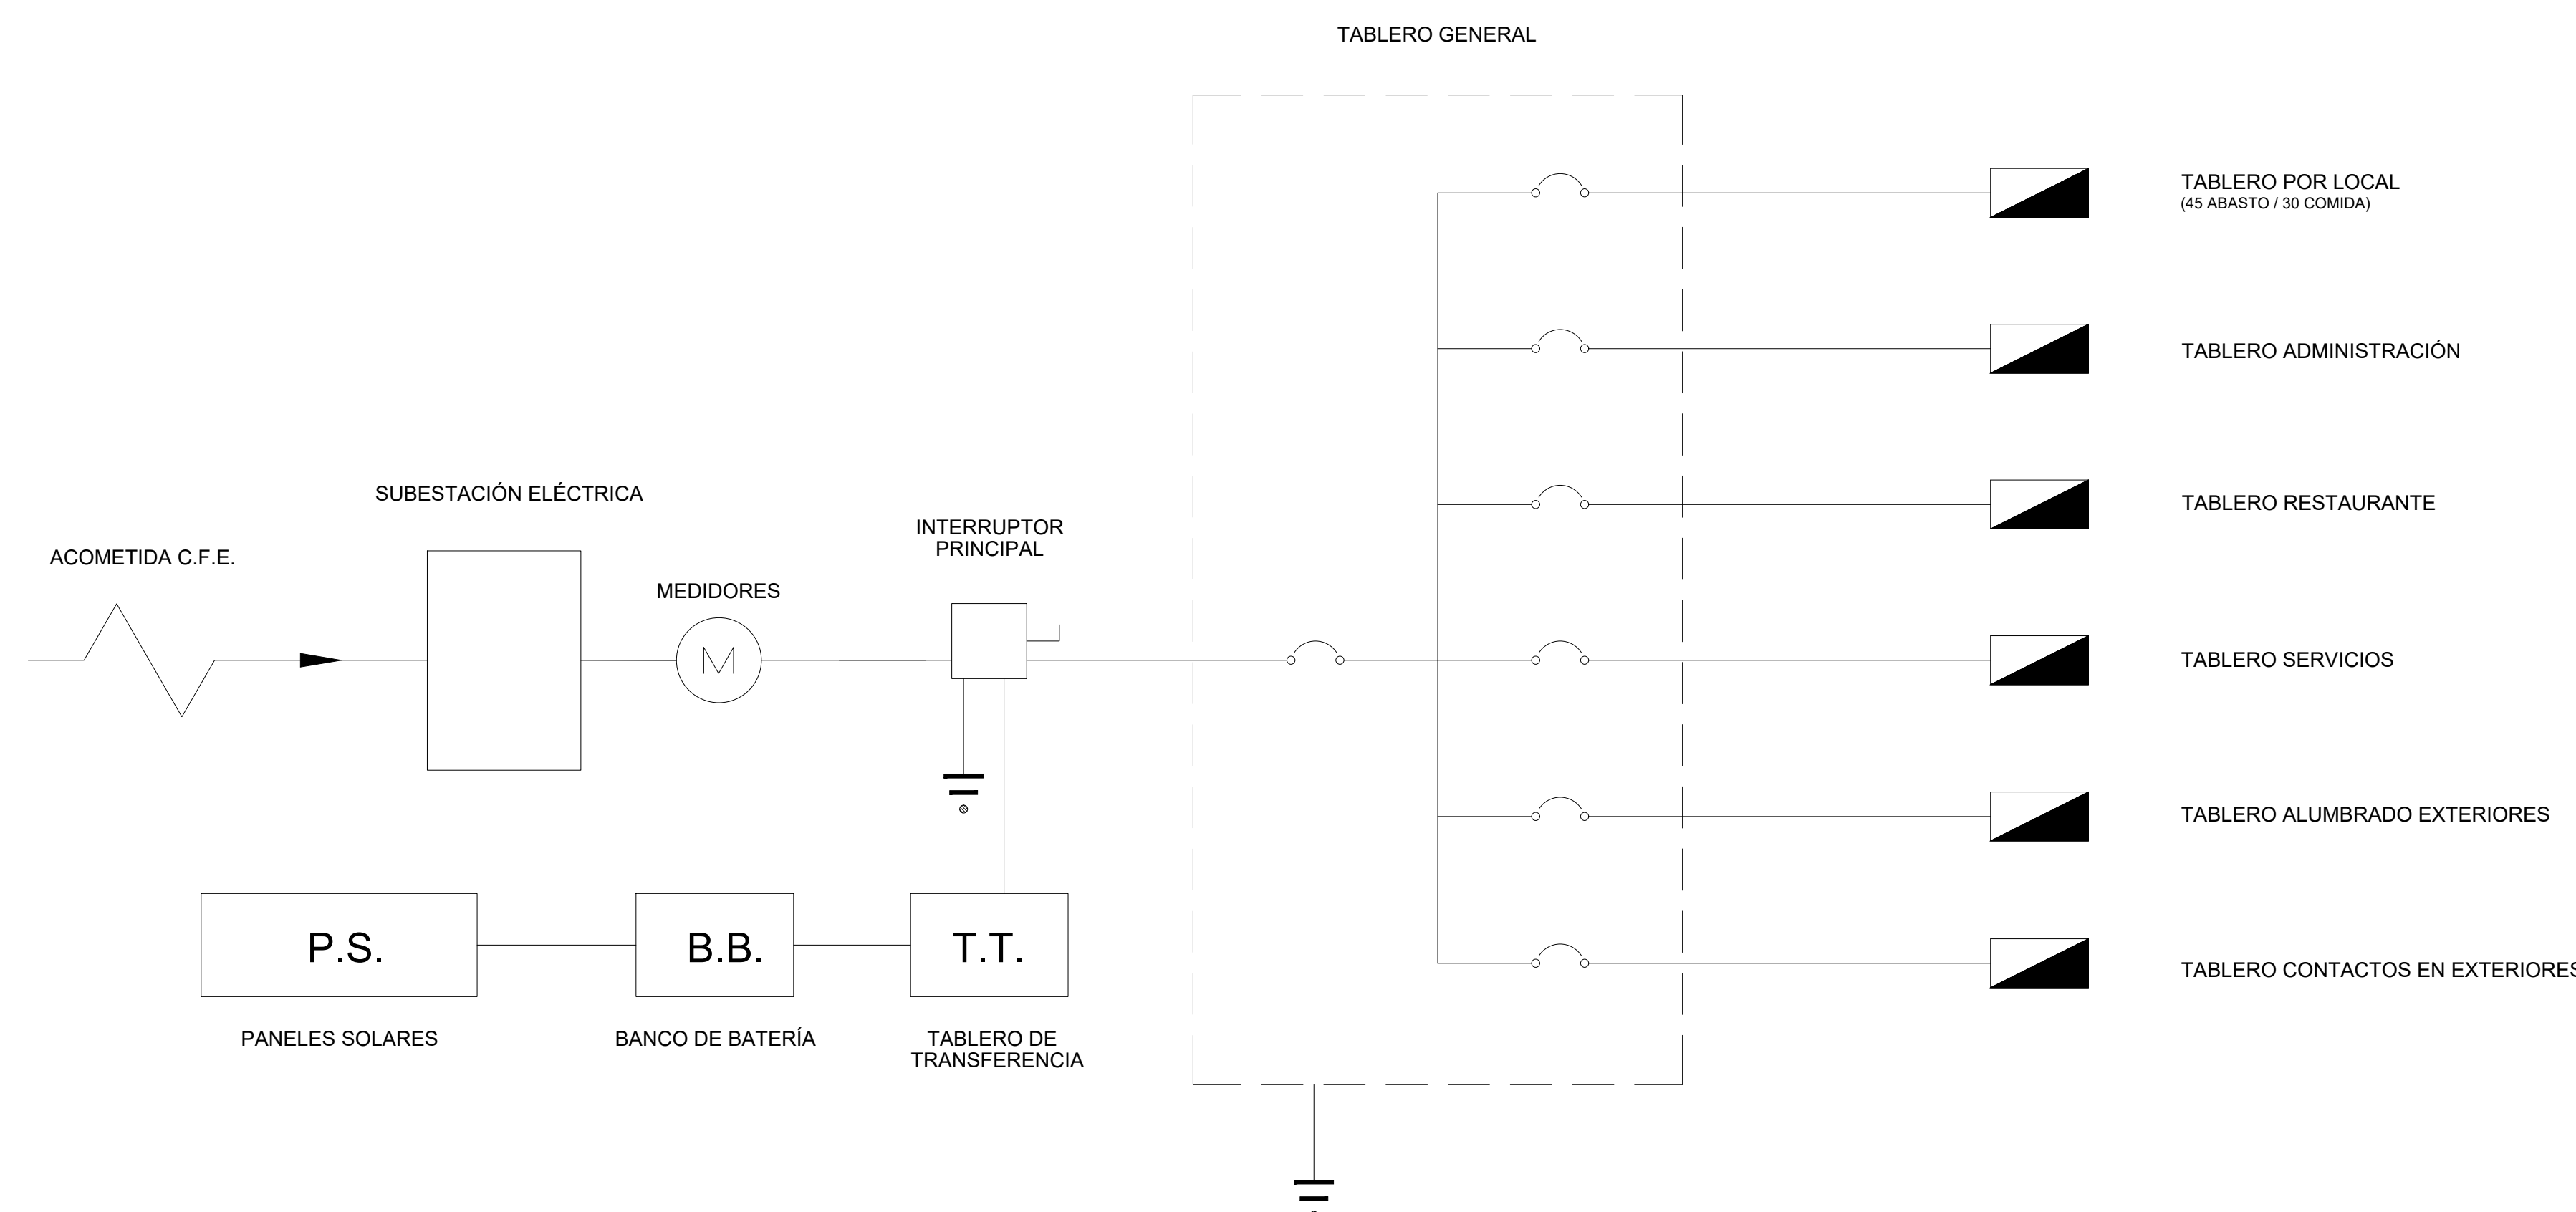 TABLERO GENERAL
TABLERO POR LOCAL
(45 ABASTO / 30 COMIDA)
TABLERO ADMINISTRACIÓN
SUBESTACIÓN ELÉCTRICA
TABLERO RESTAURANTE
INTERRUPTOR
PRINCIPAL
ACOMETIDA C.F.E.
MEDIDORES
M
TABLERO SERVICIOS
TABLERO ALUMBRADO EXTERIORES
P.S.
B.B.
T.T.
TABLERO CONTACTOS EN EXTERIORES
PANELES SOLARES
BANCO DE BATERÍA
TABLERO DE
TRANSFERENCIA